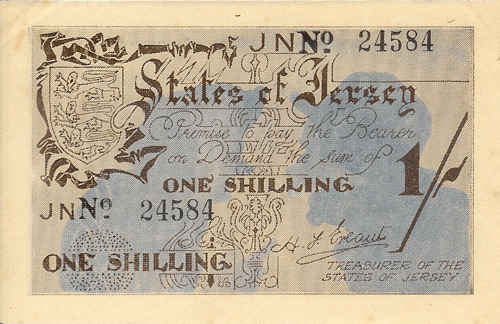 JN No 24584
States of Jersey
Promise to pay the Bearer
on Demand the sum of
ONE SHILLING 1/-
JN No 24584
ONE SHILLING
TREASURER OF THE
STATES OF JERSEY